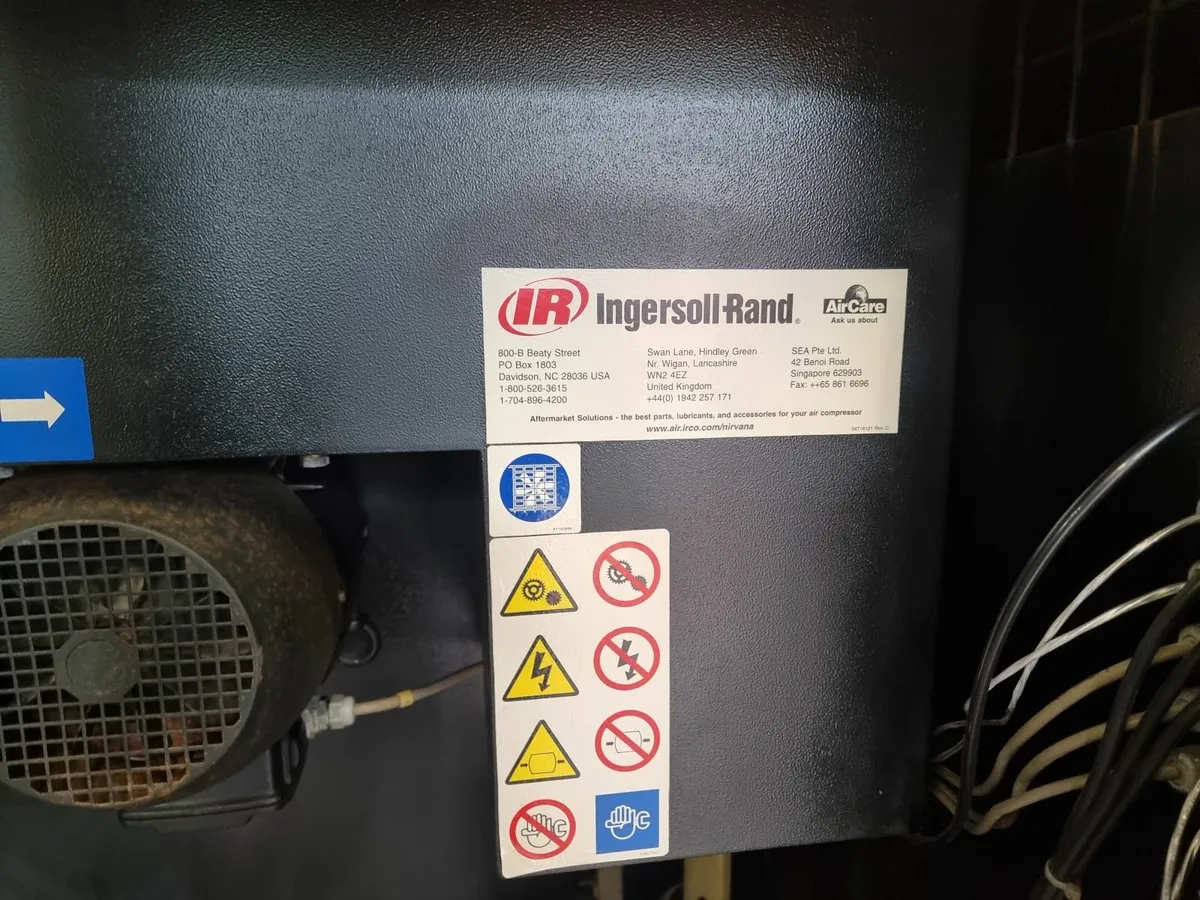 IR Ingersoll-Rand®
AirCare
Ask us about
800-B Beaty Street
PO Box 1803
Davidson, NC 28036 USA
1-800-526-3615
1-704-896-4200
Swan Lane, Hindley Green
Nr. Wigan, Lancashire
WN2 4EZ
United Kingdom
+44(0) 1942 257 171
SEA Pte Ltd.
42 Benoi Road
Singapore 629903
Fax: ++65 861 6696
Aftermarket Solutions - the best parts, lubricants, and accessories for your air compressor
www.air.irco.com/nirvana